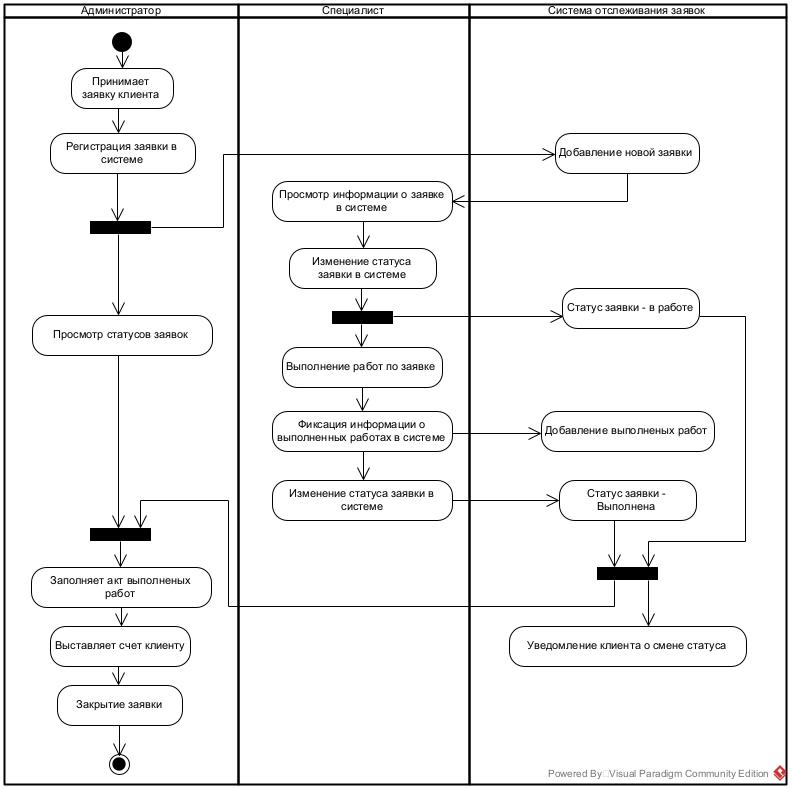 Администратор
Специалист
Система отслеживания заявок
Принимает
заявку клиента
Регистрация заявки в
системе
Добавление новой заявки
Просмотр информации о заявке
в системе
Изменение статуса
заявки в системе
Статус заявки - в работе
Просмотр статусов заявок
Выполнение работ по заявке
Фиксация информации о
выполненных работах в системе
Добавление выполненых работ
Изменение статуса заявки в
системе
Статус заявки -
Выполнена
Заполняет акт выполненых
работ
Выставляет счет клиенту
Уведомление клиента о смене статуса
Закрытие заявки
Powered By Visual Paradigm Community Edition